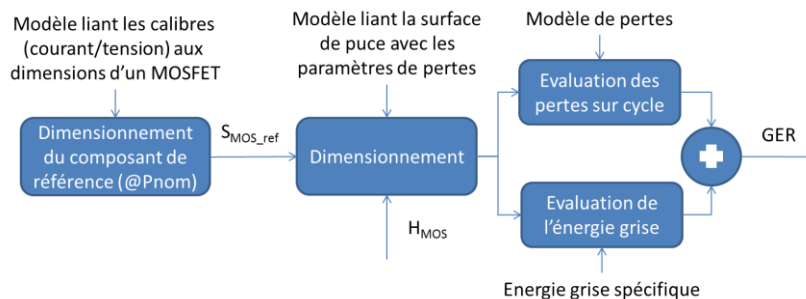 Modèle liant les calibres
(courant/tension) aux
dimensions d'un MOSFET
Modèle liant la surface
de puce avec les
paramètres de pertes
Modèle de pertes
Dimensionnement
du composant de
référence (@Pnom)
S_MOS_ref
Dimensionnement
H_MOS
Evaluation des
pertes sur cycle
Evaluation de
l'énergie grise
GER
Energie grise spécifique